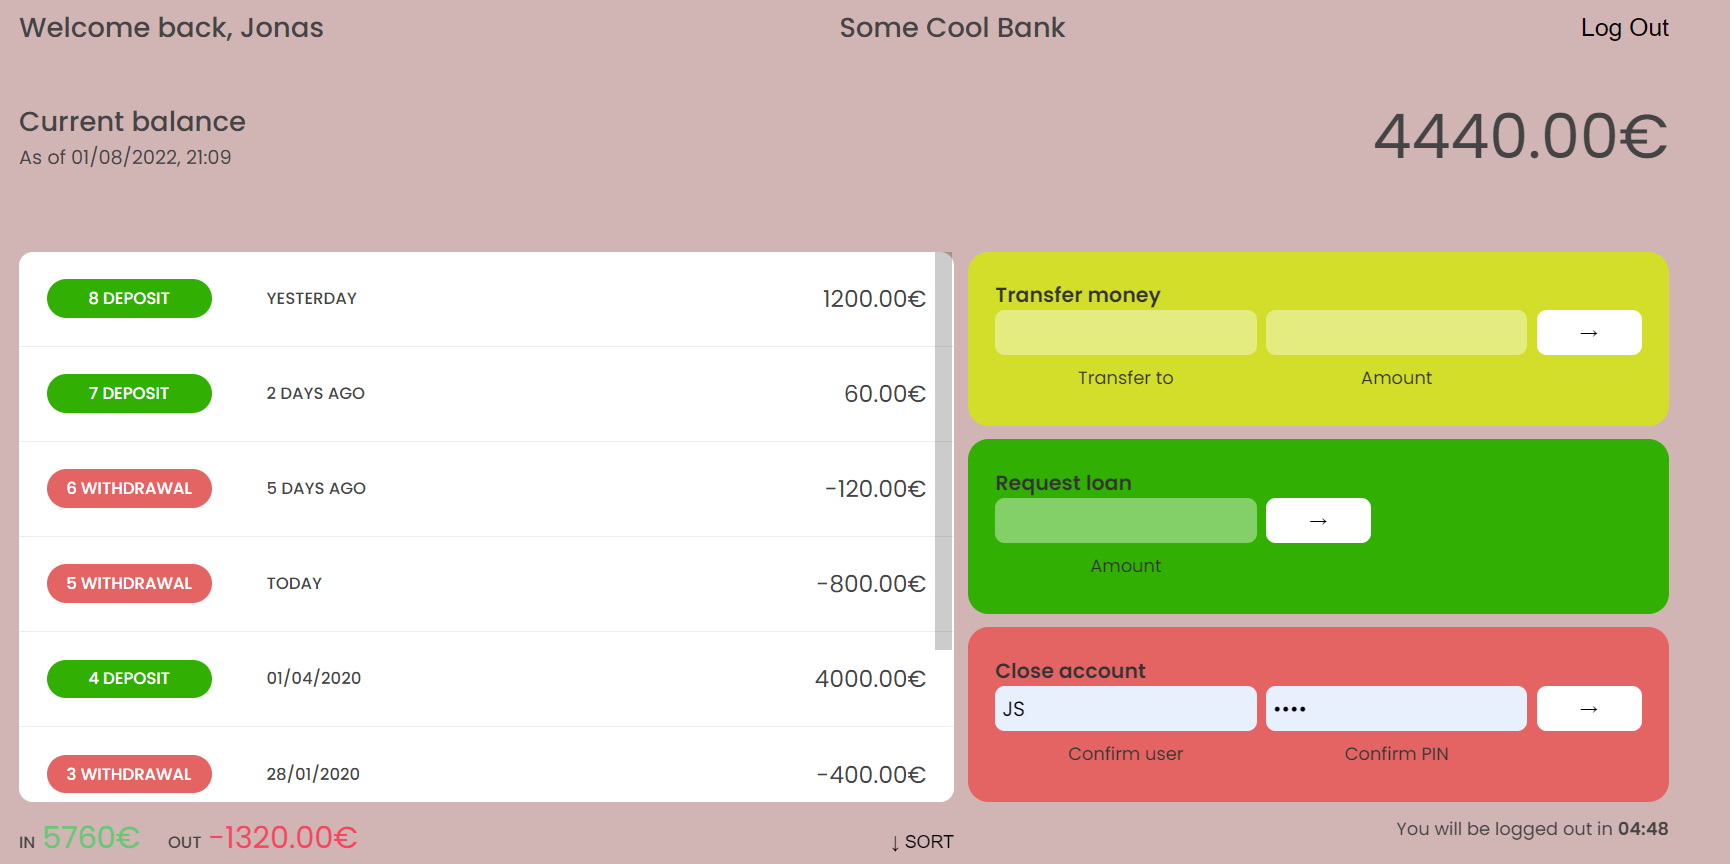 Welcome back, Jonas
Some Cool Bank
Log Out
Current balance
As of 01/08/2022, 21:09
4440.00€
8 DEPOSIT YESTERDAY 1200.00€
7 DEPOSIT 2 DAYS AGO 60.00€
6 WITHDRAWAL 5 DAYS AGO -120.00€
5 WITHDRAWAL TODAY -800.00€
4 DEPOSIT 01/04/2020 4000.00€
3 WITHDRAWAL 28/01/2020 -400.00€
Transfer money
→
Transfer to Amount
Request loan
→
Amount
Close account
JS •••• →
Confirm user Confirm PIN
IN 5760€ OUT -1320.00€
↓ SORT
You will be logged out in 04:48